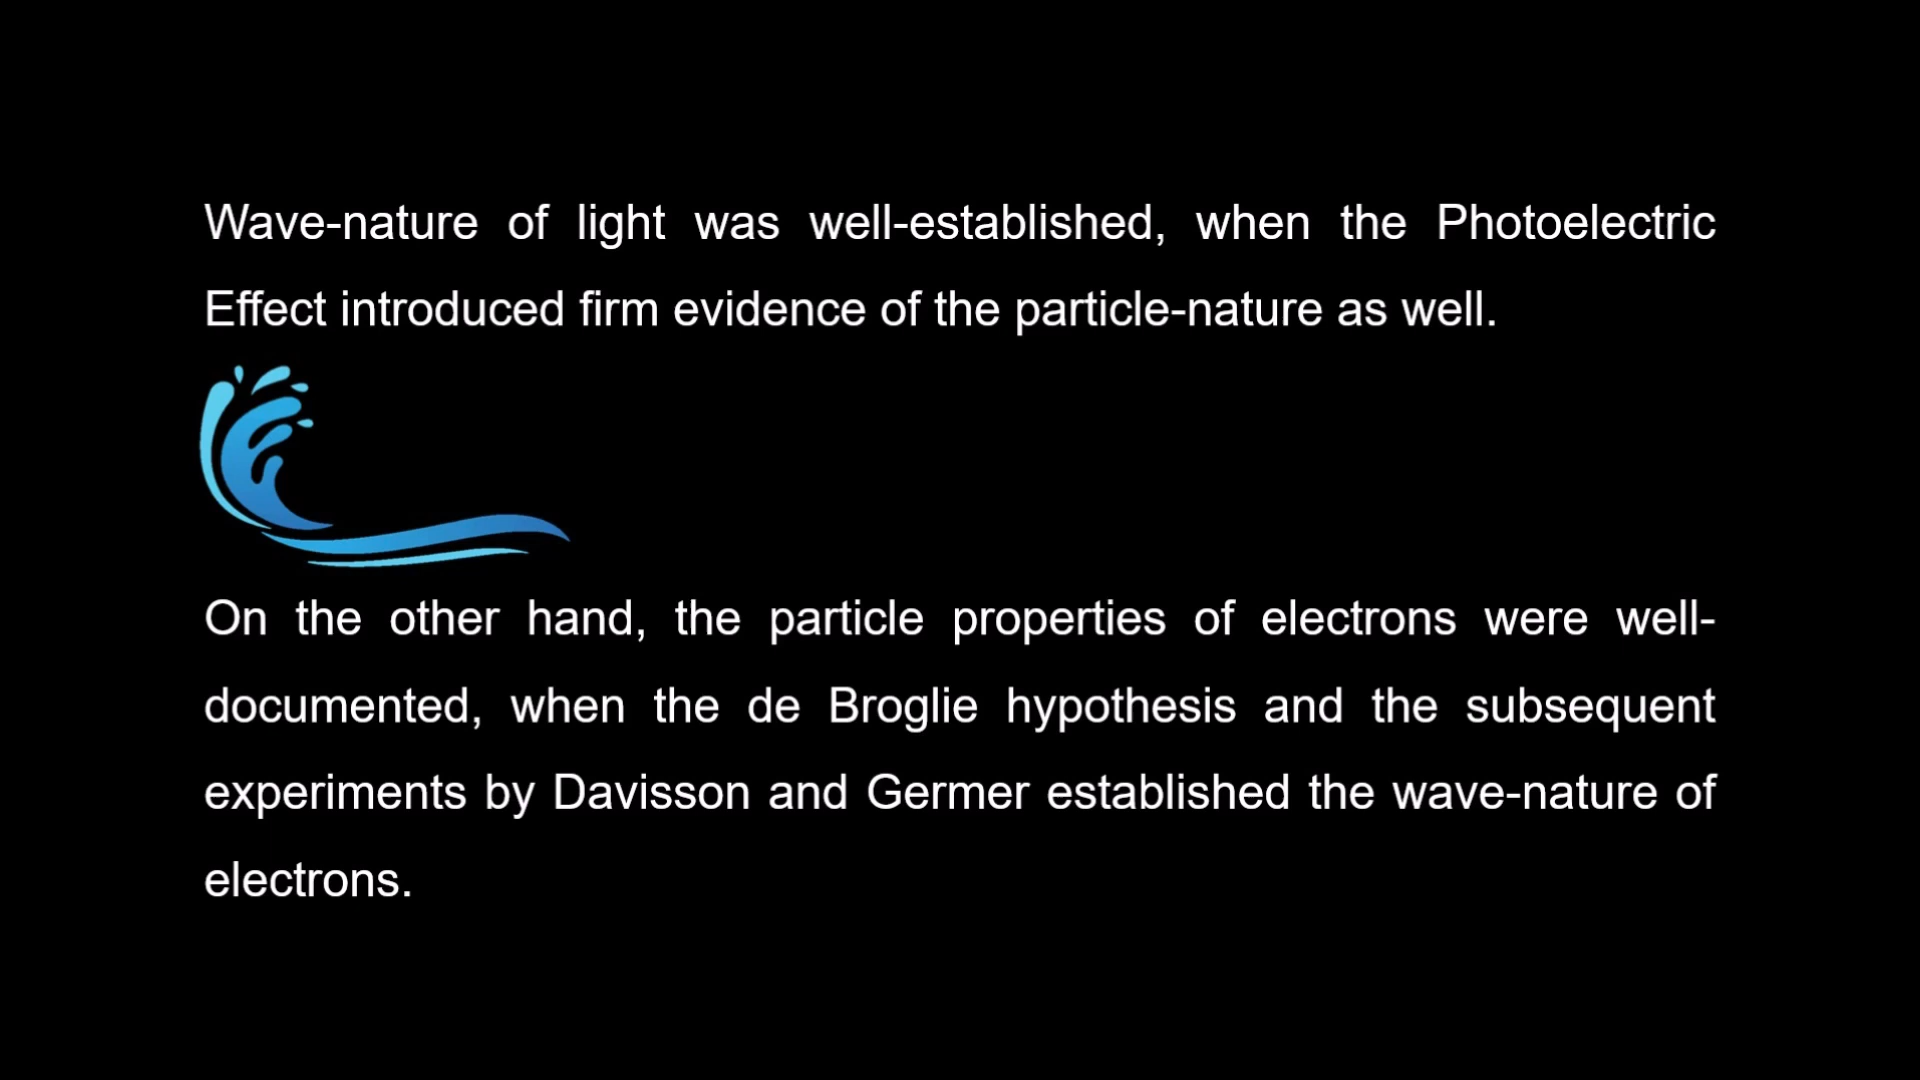 Wave-nature of light was well-established, when the Photoelectric
Effect introduced firm evidence of the particle-nature as well.
On the other hand, the particle properties of electrons were well-
documented, when the de Broglie hypothesis and the subsequent
experiments by Davisson and Germer established the wave-nature of
electrons.